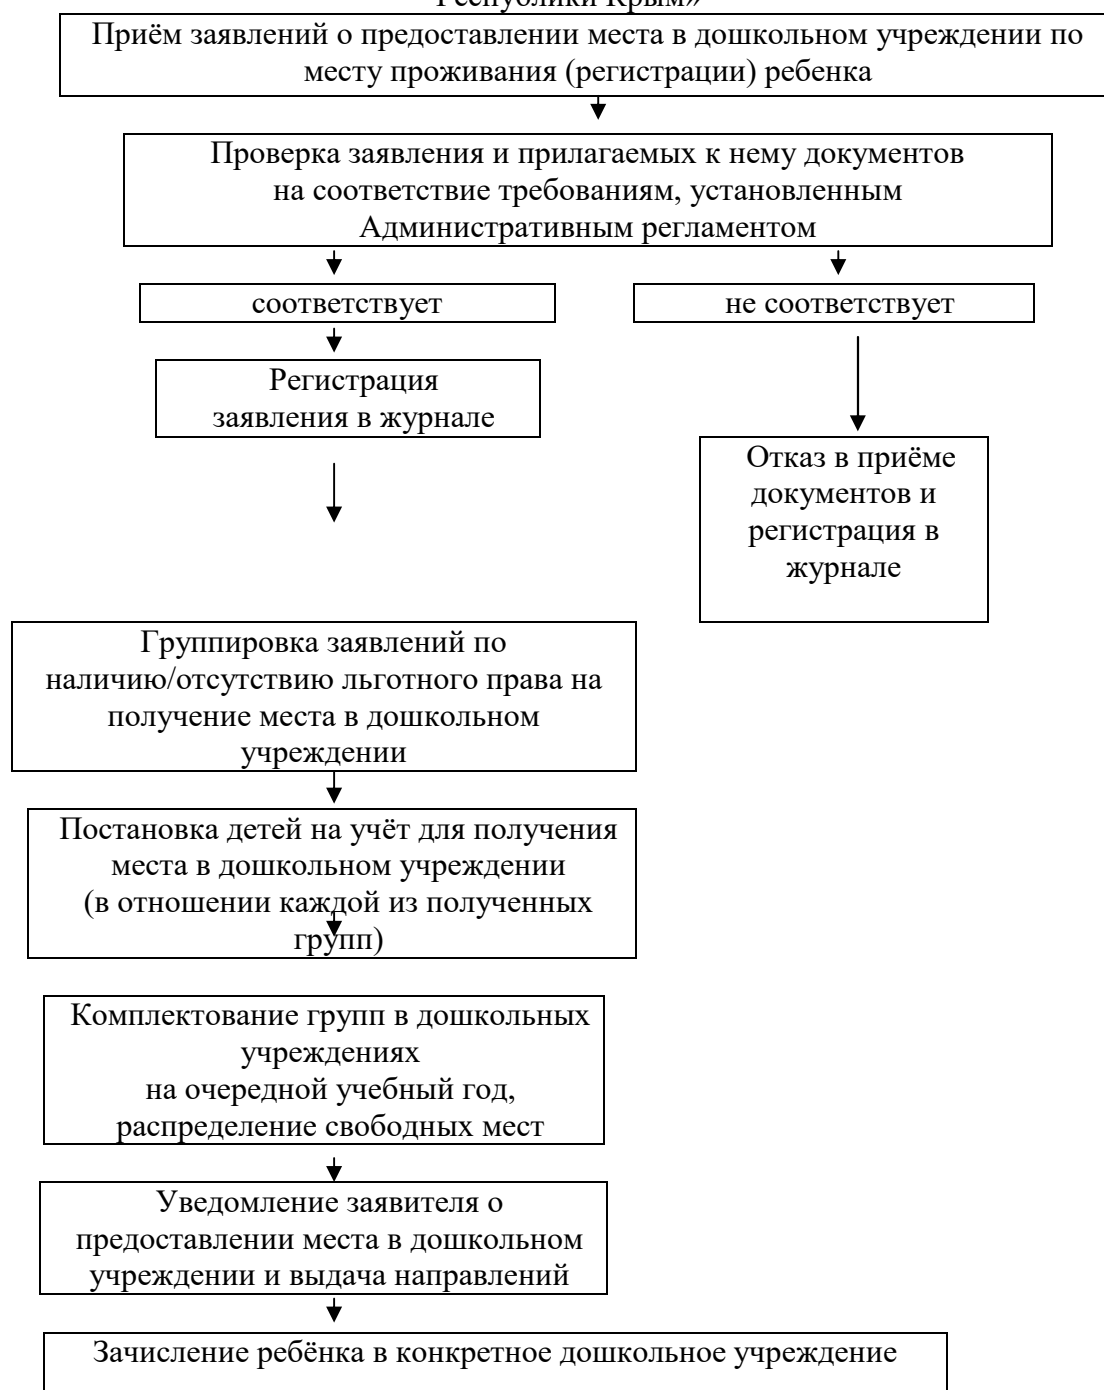 Республики Крым»
Приём заявлений о предоставлении места в дошкольном учреждении по
месту проживания (регистрации) ребенка
Проверка заявления и прилагаемых к нему документов
на соответствие требованиям, установленным
Административным регламентом
соответствует
не соответствует
Регистрация
заявления в журнале
Отказ в приёме
документов и
регистрация в
журнале
Группировка заявлений по
наличию/отсутствию льготного права на
получение места в дошкольном
учреждении
Постановка детей на учёт для получения
места в дошкольном учреждении
(в отношении каждой из полученных
групп)
Комплектование групп в дошкольных
учреждениях
на очередной учебный год,
распределение свободных мест
Уведомление заявителя о
предоставлении места в дошкольном
учреждении и выдача направлений
Зачисление ребёнка в конкретное дошкольное учреждение